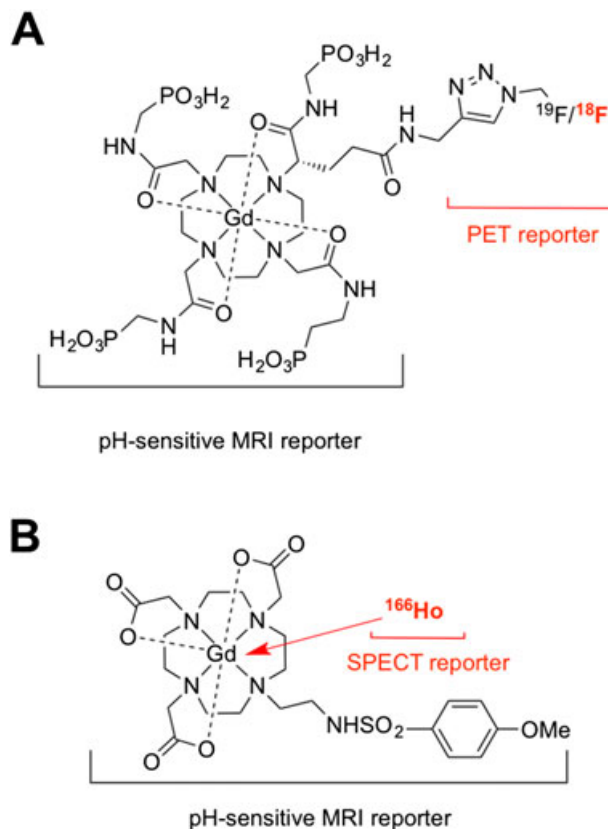 A
PO3H2
PO3H2
HN
O
NH
N N
N
19F/18F
H
N
O
N N
O
Gd
O
N N
O
NH
PET reporter
H2O3P
N
H
H2O3P
pH-sensitive MRI reporter
B
O
O
O
N N
O
Gd
166Ho
SPECT reporter
N N
NHSO2
OMe
O
O
pH-sensitive MRI reporter